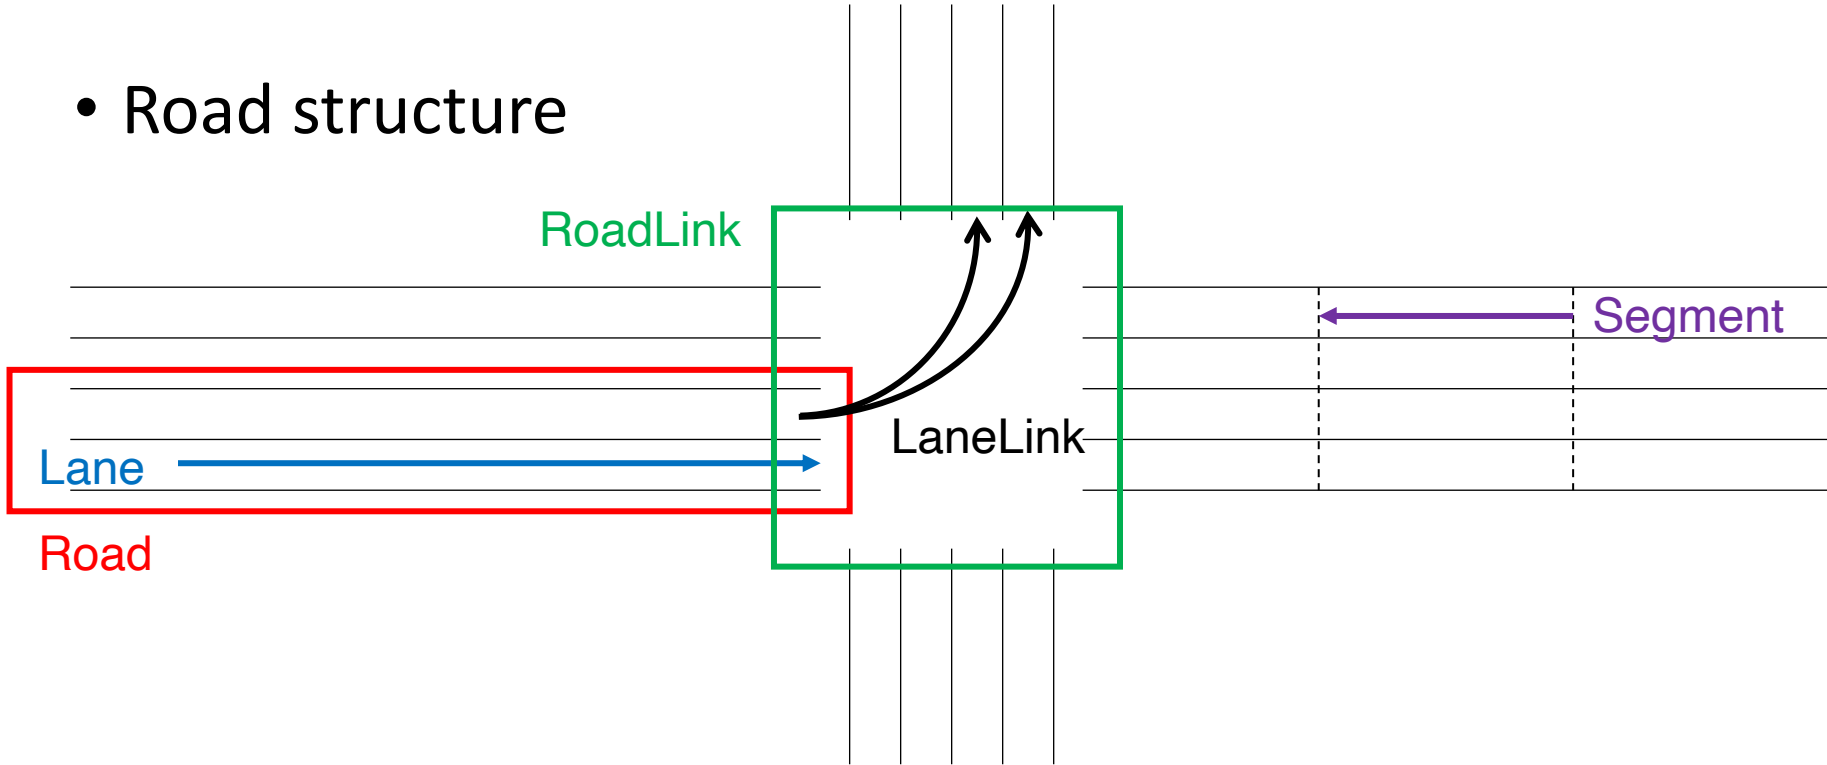 • Road structure
RoadLink
Segment
LaneLink
Lane
Road